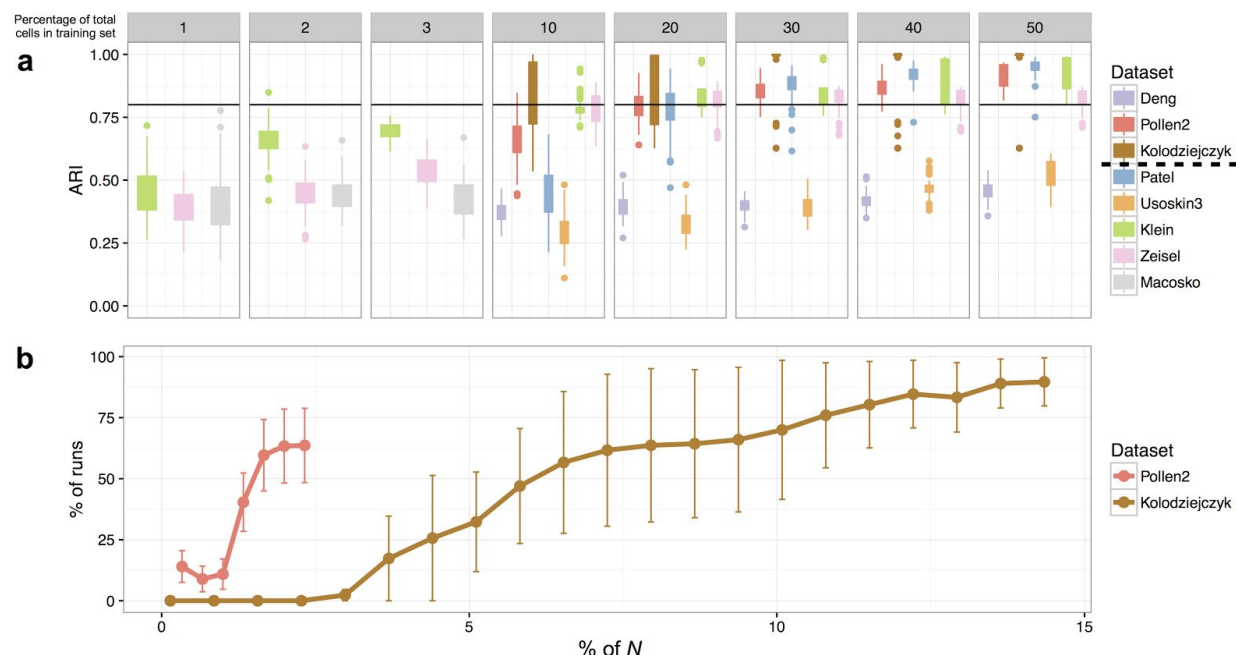 Percentage of total
cells in training set
1 2 3 10 20 30 40 50
a
1.00
0.75
0.50
0.25
0.00
ARI
Dataset
Deng
Pollen2
Kolodziejczyk
Patel
Usoskin3
Klein
Zeisel
Macosko
b
100
75
50
25
0
% of runs
0 5 10 15
% of N
Dataset
Pollen2
Kolodziejczyk